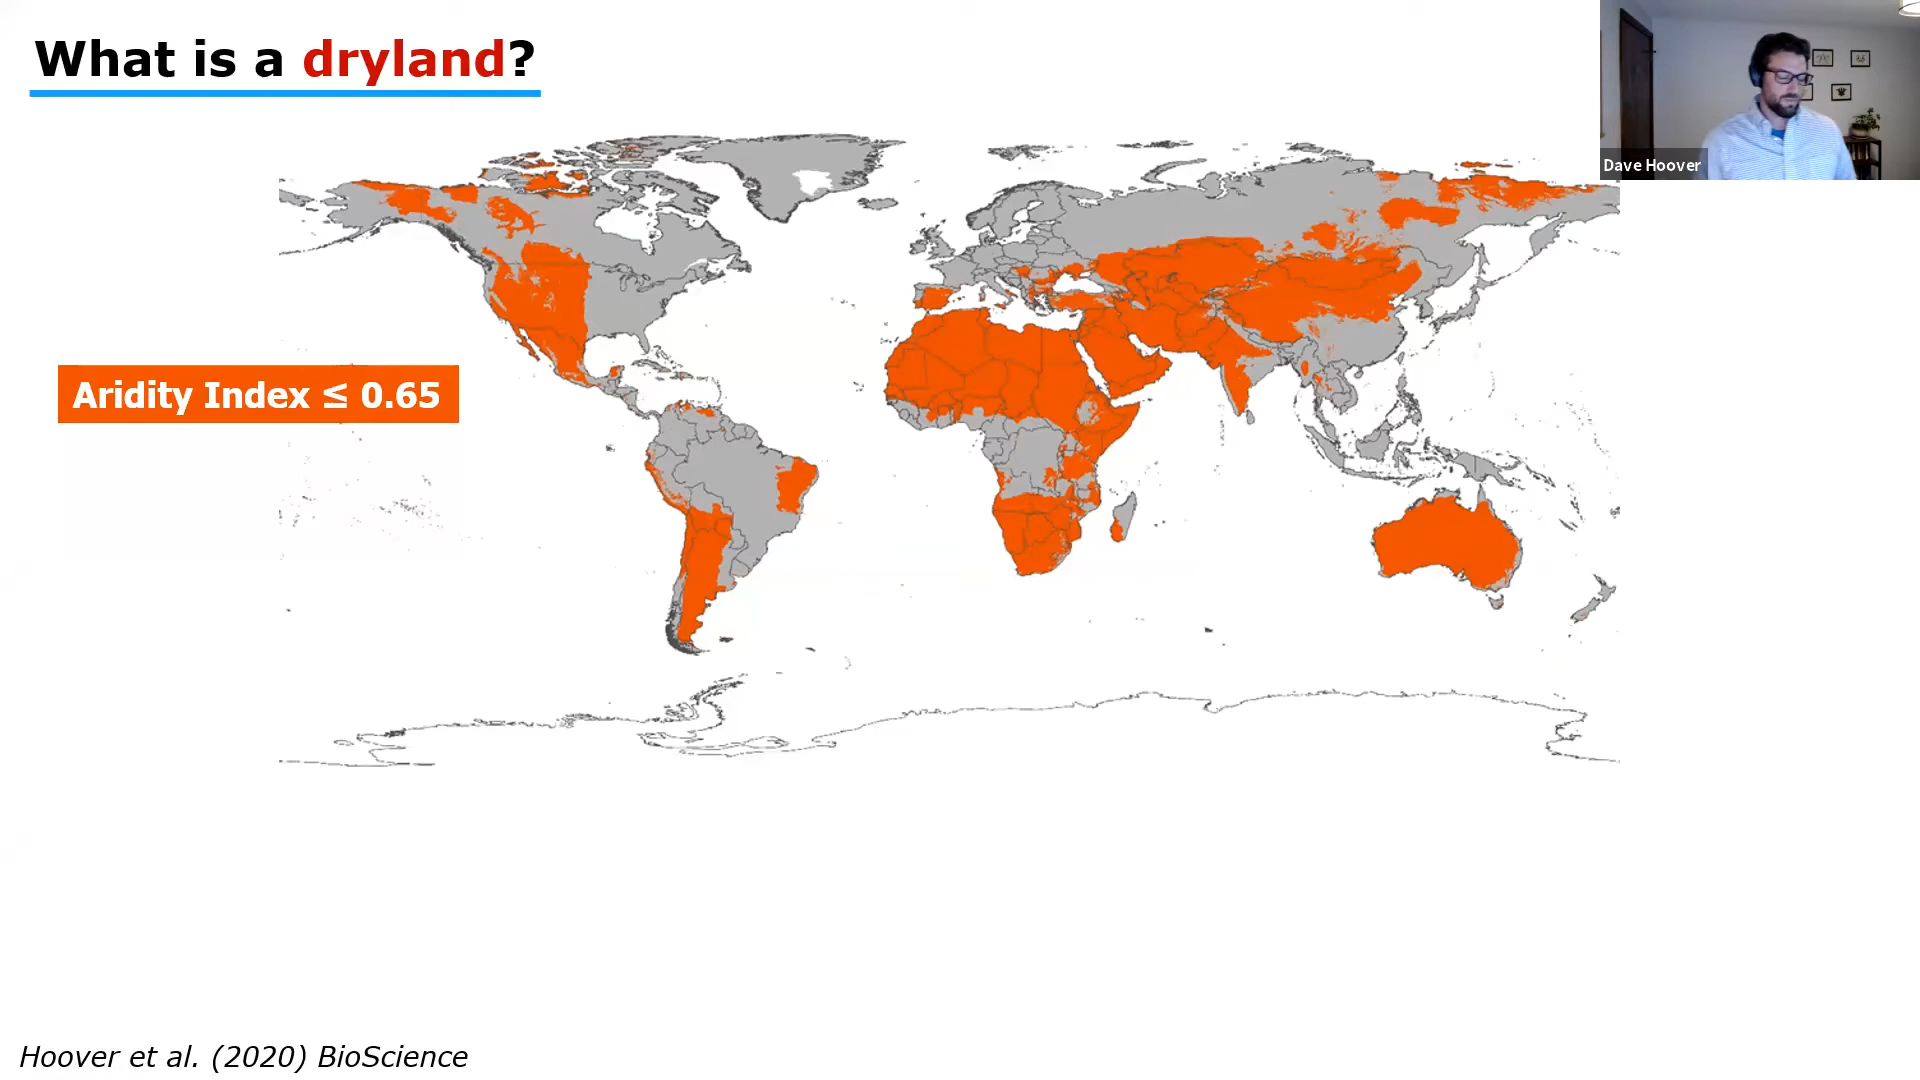 What is a dryland?
Dave Hoover
Aridity Index ≤ 0.65
Hoover et al. (2020) BioScience